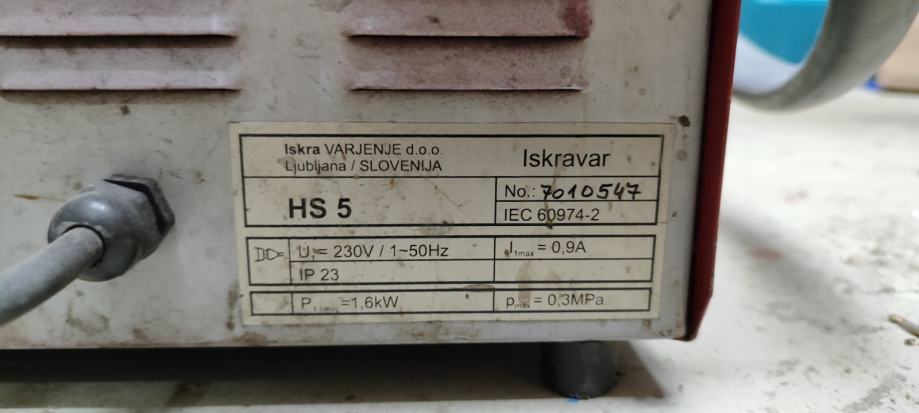 Iskra VARJENJE d.o.o.
Ljubljana / SLOVENIJA
Iskravar
HS 5
No.: 7010547
IEC 60974-2
U₁ = 230V / 1~50Hz
I₁max = 0,9A
IP 23
=1,6kW
pmax = 0,3MPa